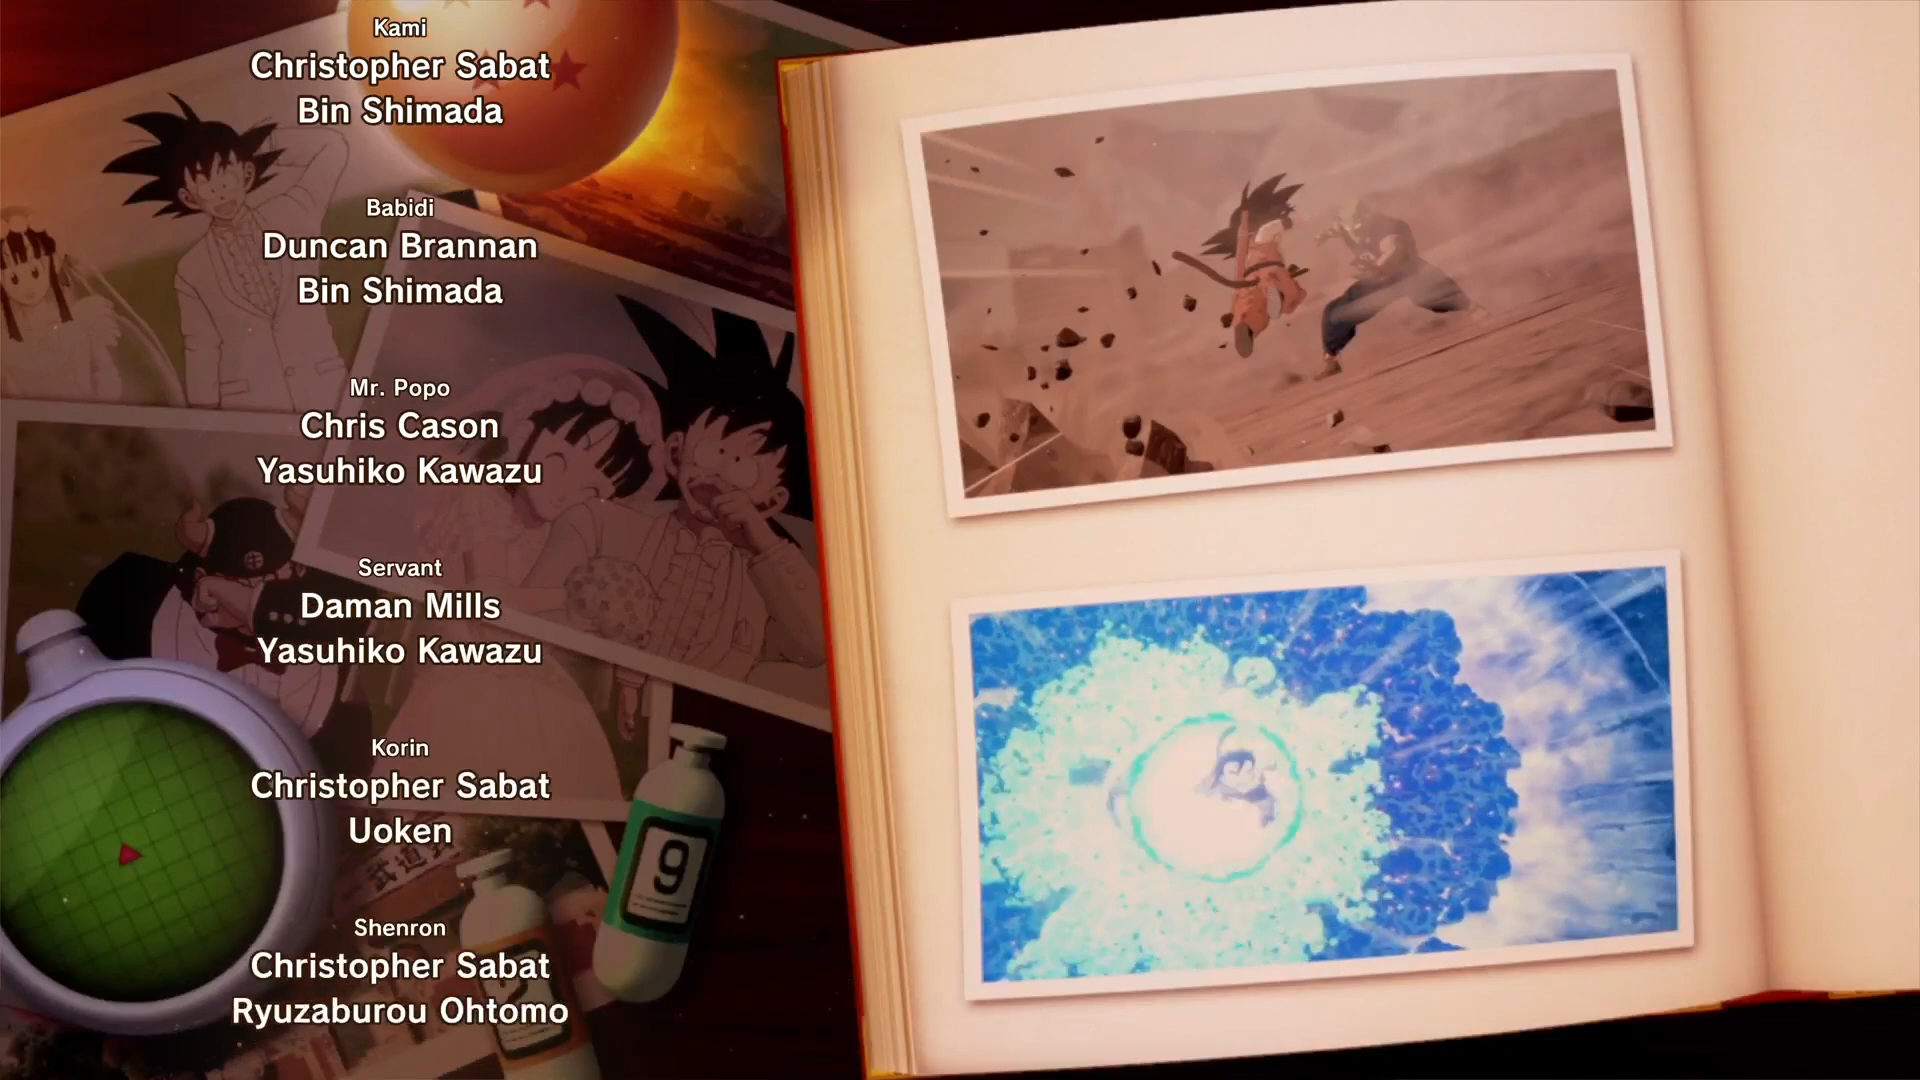 Kami
Christopher Sabat
Bin Shimada
Babidi
Duncan Brannan
Bin Shimada
Mr. Popo
Chris Cason
Yasuhiko Kawazu
Servant
Daman Mills
Yasuhiko Kawazu
Korin
Christopher Sabat
Uoken
Shenron
Christopher Sabat
Ryuzaburou Ohtomo
9